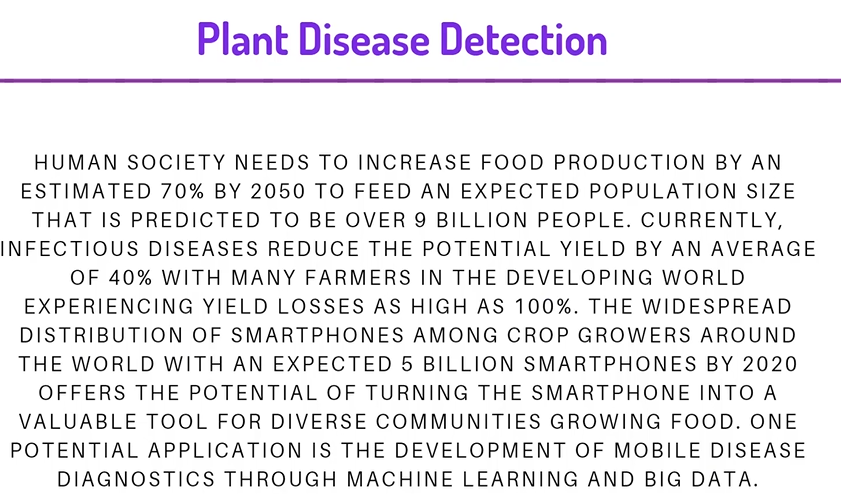 Plant Disease Detection
HUMAN SOCIETY NEEDS TO INCREASE FOOD PRODUCTION BY AN
ESTIMATED 70% BY 2050 TO FEED AN EXPECTED POPULATION SIZE
THAT IS PREDICTED TO BE OVER 9 BILLION PEOPLE. CURRENTLY,
INFECTIOUS DISEASES REDUCE THE POTENTIAL YIELD BY AN AVERAGE
OF 40% WITH MANY FARMERS IN THE DEVELOPING WORLD
EXPERIENCING YIELD LOSSES AS HIGH AS 100%. THE WIDESPREAD
DISTRIBUTION OF SMARTPHONES AMONG CROP GROWERS AROUND
THE WORLD WITH AN EXPECTED 5 BILLION SMARTPHONES BY 2020
OFFERS THE POTENTIAL OF TURNING THE SMARTPHONE INTO A
VALUABLE TOOL FOR DIVERSE COMMUNITIES GROWING FOOD. ONE
POTENTIAL APPLICATION IS THE DEVELOPMENT OF MOBILE DISEASE
DIAGNOSTICS THROUGH MACHINE LEARNING AND BIG DATA.